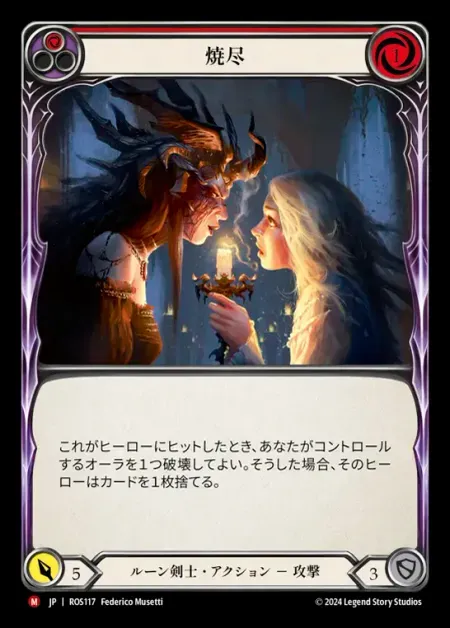 焼尽
I
これがヒーローにヒットしたとき、あなたがコントロール
するオーラを1つ破壊してよい。そうした場合、そのヒー
ローはカードを1枚捨てる。
5
ルーン剣士・アクション － 攻撃
3
M JP | ROS117 Federico Musetti
© 2024 Legend Story Studios